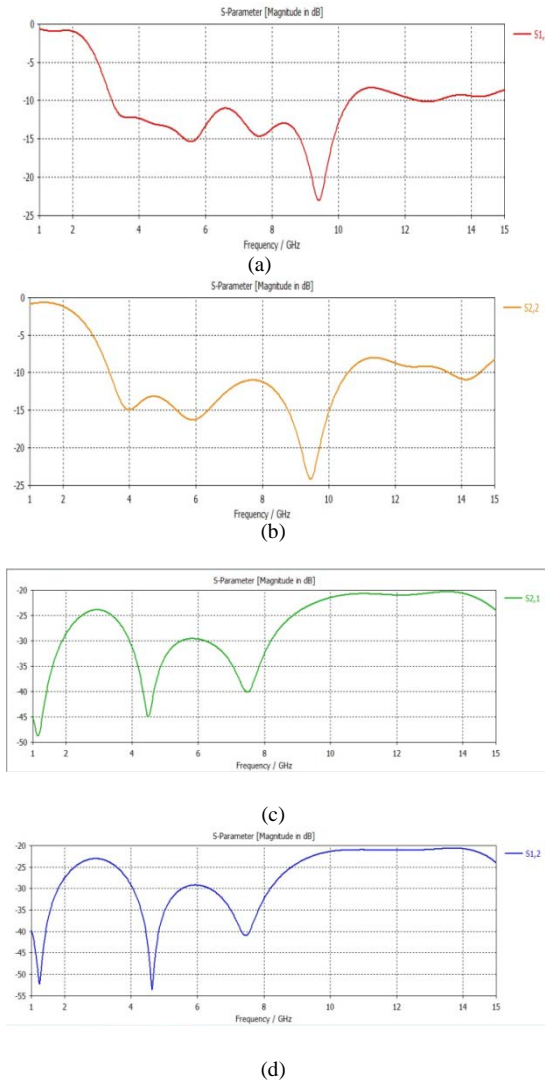 S-Parameter [Magnitude in dB]
0
-5
-10
-15
-20
-25
1 2 4 6 8 10 12 14 15
Frequency / GHz
S1,
(a)
S-Parameter [Magnitude in dB]
0
-5
-10
-15
-20
-25
1 2 4 6 8 10 12 14 15
Frequency / GHz
S2,2
(b)
S-Parameter [Magnitude in dB]
-20
-25
-30
-35
-40
-45
-50
1 2 4 6 8 10 12 14 15
Frequency / GHz
S2,1
(c)
S-Parameter [Magnitude in dB]
-20
-25
-30
-35
-40
-45
-50
-55
1 2 4 6 8 10 12 14 15
Frequency / GHz
S1,2
(d)